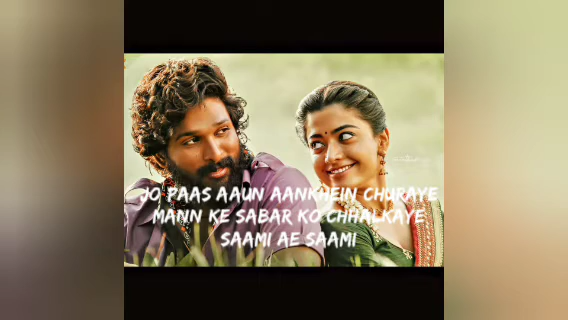 JO PAAS AAUN AANKHEIN CHURAYE
MANN KE SABAR KO CHHALKAYE
SAAMI AE SAAMI